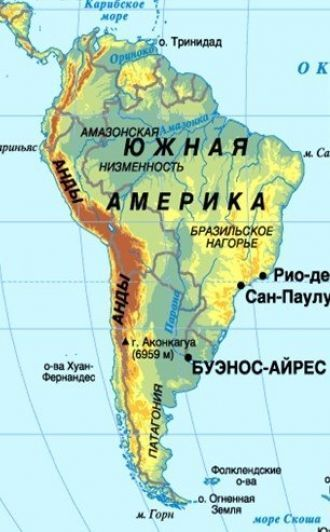 Карибское
море
о. Тринидад
Ориноко
О К
АМАЗОНСКАЯ
Амазонка
ЮЖНАЯ
НИЗМЕННОСТЬ
АНДЫ
АМЕРИКА
БРАЗИЛЬСКОЕ
НАГОРЬЕ
Рио-де
Сан-Паулу
АНДЫ
Парана
г. Аконкагуа
(6959 м)
БУЭНОС-АЙРЕС
о-ва Хуан-
Фернандес
ПАТАГОНИЯ
Фолклендские
о-ва
о. Огненная
Земля
м. Горн
море Скоша